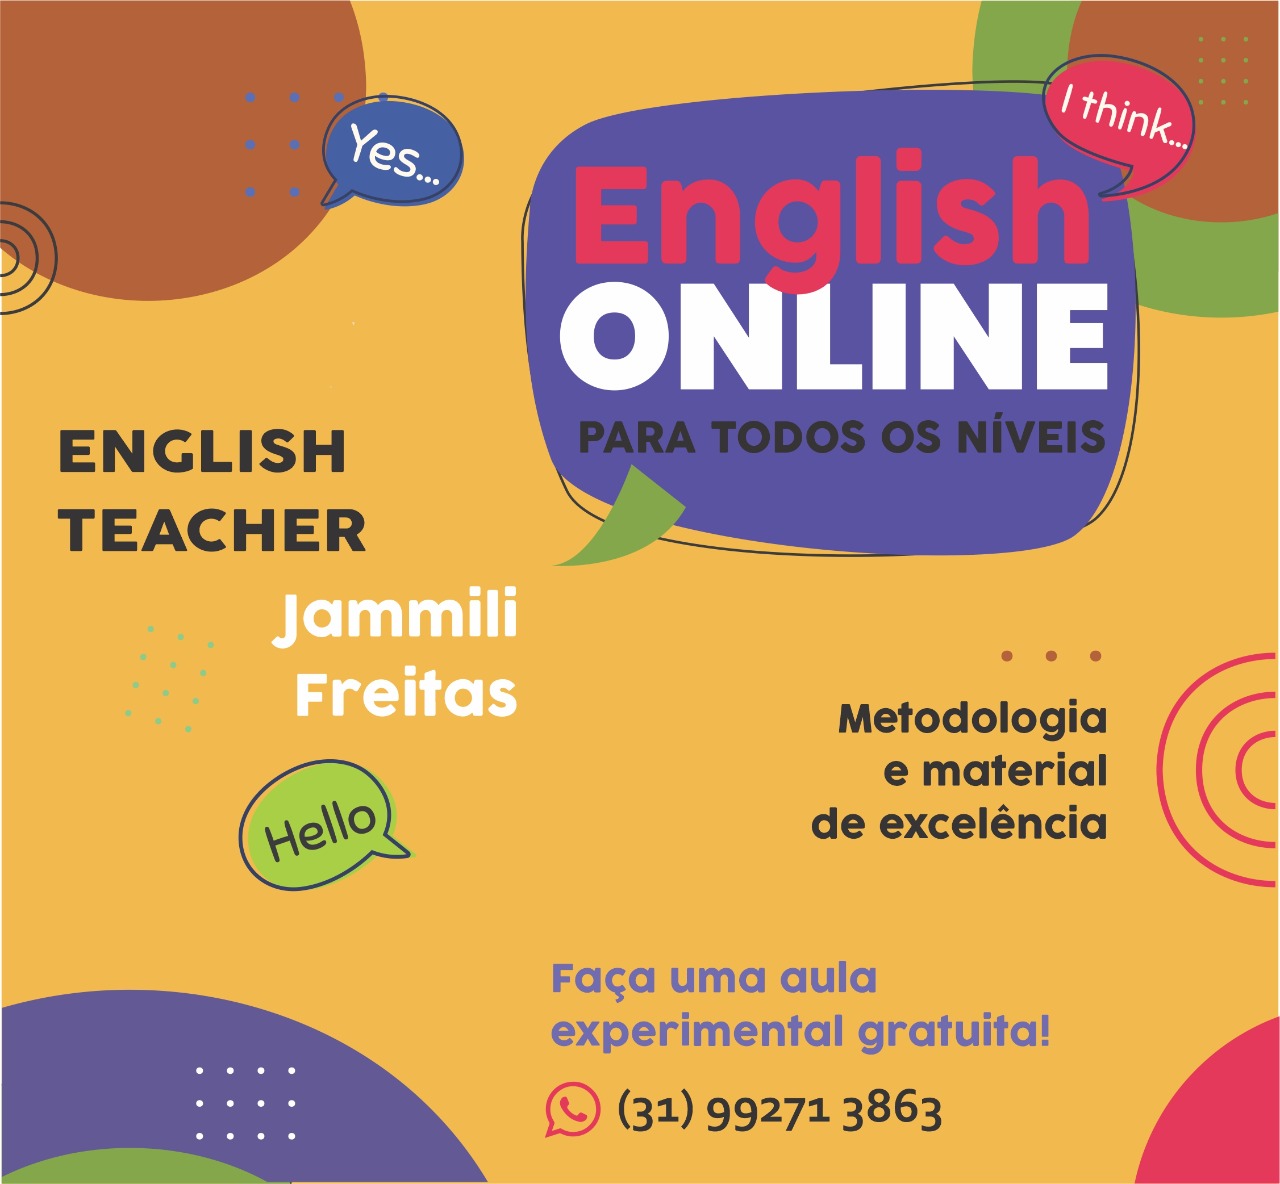 Yes...
I think...
English
ONLINE
PARA TODOS OS NÍVEIS
ENGLISH
TEACHER
Jammili
Freitas
Hello
Metodologia
e material
de excelência
Faça uma aula
experimental gratuita!
(31) 99271 3863